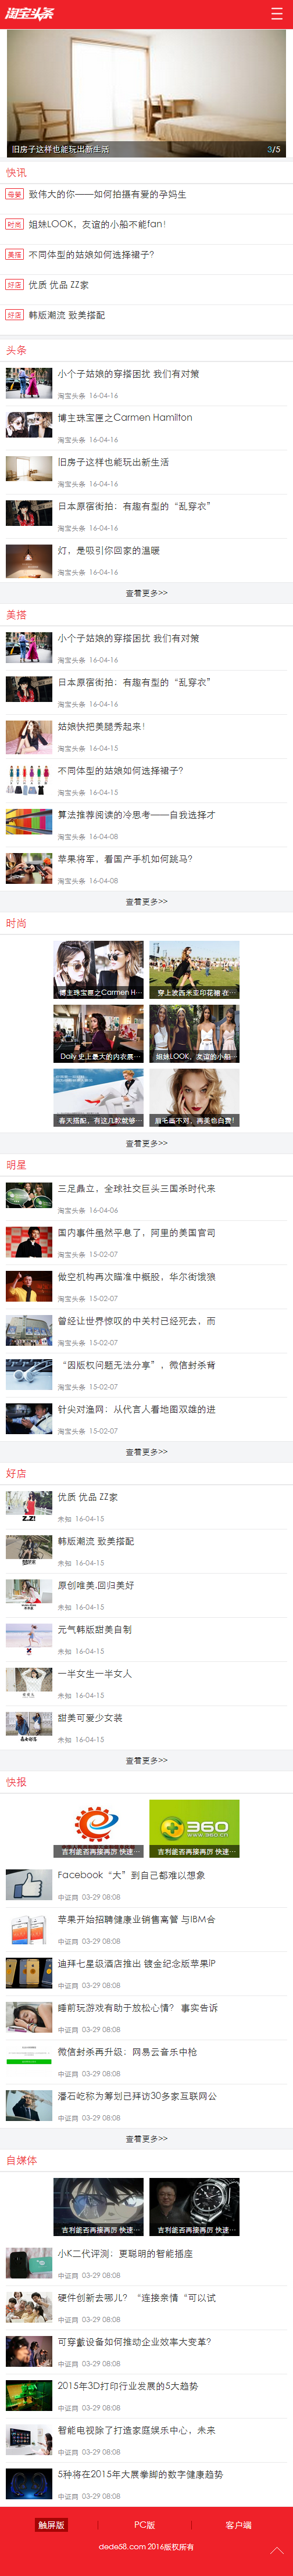 淘宝头条
旧房子这样也能玩出新生活
3/5
快讯
母婴 致伟大的你——如何拍摄有爱的孕妈生
时尚 姐妹LOOK，友谊的小船不能fan!
美搭 不同体型的姑娘如何选择裙子?
好店 优质 优品 ZZ家
好店 韩版潮流 致美搭配
头条
小个子姑娘的穿搭困扰 我们有对策
淘宝头条 16-04-16
博主珠宝匣之Carmen Hamilton
淘宝头条 16-04-16
旧房子这样也能玩出新生活
淘宝头条 16-04-16
日本原宿街拍：有趣有型的“乱穿衣”
淘宝头条 16-04-16
灯，是吸引你回家的温暖
淘宝头条 16-04-16
查看更多>>
美搭
小个子姑娘的穿搭困扰 我们有对策
淘宝头条 16-04-16
日本原宿街拍：有趣有型的“乱穿衣”
淘宝头条 16-04-16
姑娘快把美腿秀起来!
淘宝头条 16-04-15
不同体型的姑娘如何选择裙子?
淘宝头条 16-04-15
算法推荐阅读的冷思考——自我选择才
淘宝头条 16-04-08
苹果将军，看国产手机如何跳马?
淘宝头条 16-04-08
查看更多>>
时尚
博主珠宝匣之Carmen H…
穿上波西米亚印花裙 在…
Daily 史上最大的内衣展…
姐妹LOOK，友谊的小船…
春天搭配，有这几款就够…
眉毛画不对，再美也白费!
查看更多>>
明星
三足鼎立，全球社交巨头三国杀时代来
淘宝头条 16-04-06
国内事件虽然平息了，阿里的美国官司
淘宝头条 15-02-07
做空机构再次瞄准中概股，华尔街饿狼
淘宝头条 15-02-07
曾经让世界惊叹的中关村已经死去，而
淘宝头条 15-02-07
“因版权问题无法分享”，微信封杀背
淘宝头条 15-02-07
针尖对渔网：从代言人看地图双雄的进
淘宝头条 15-02-07
查看更多>>
好店
优质 优品 ZZ家
未知 16-04-15
Z.Z!
韩版潮流 致美搭配
未知 16-04-15
原创唯美.回归美好
未知 16-04-15
元气韩版甜美自制
未知 16-04-15
一半女生一半女人
未知 16-04-15
甜美可爱少女装
未知 16-04-15
查看更多>>
快报
吉利能否再接再厉 快速…
360
www.360.cn
吉利能否再接再厉 快速…
Facebook“大”到自己都难以想象
中证网 03-29 08:08
苹果开始招聘健康业销售高管 与IBM合
中证网 03-29 08:08
迪拜七星级酒店推出 镀金纪念版苹果iP
中证网 03-29 08:08
睡前玩游戏有助于放松心情? 事实告诉
中证网 03-29 08:08
微信封杀再升级：网易云音乐中枪
中证网 03-29 08:08
潘石屹称为筹划已拜访30多家互联网公
中证网 03-29 08:08
查看更多>>
自媒体
吉利能否再接再厉 快速…
吉利能否再接再厉 快速…
小K二代评测：更聪明的智能插座
中证网 03-29 08:08
硬件创新去哪儿? “连接亲情“可以试
中证网 03-29 08:08
可穿戴设备如何推动企业效率大变革?
中证网 03-29 08:08
2015年3D打印行业发展的5大趋势
中证网 03-29 08:08
智能电视除了打造家庭娱乐中心，未来
中证网 03-29 08:08
5种将在2015年大展拳脚的数字健康趋势
中证网 03-29 08:08
触屏版
PC版
客户端
dede58.com 2016版权所有